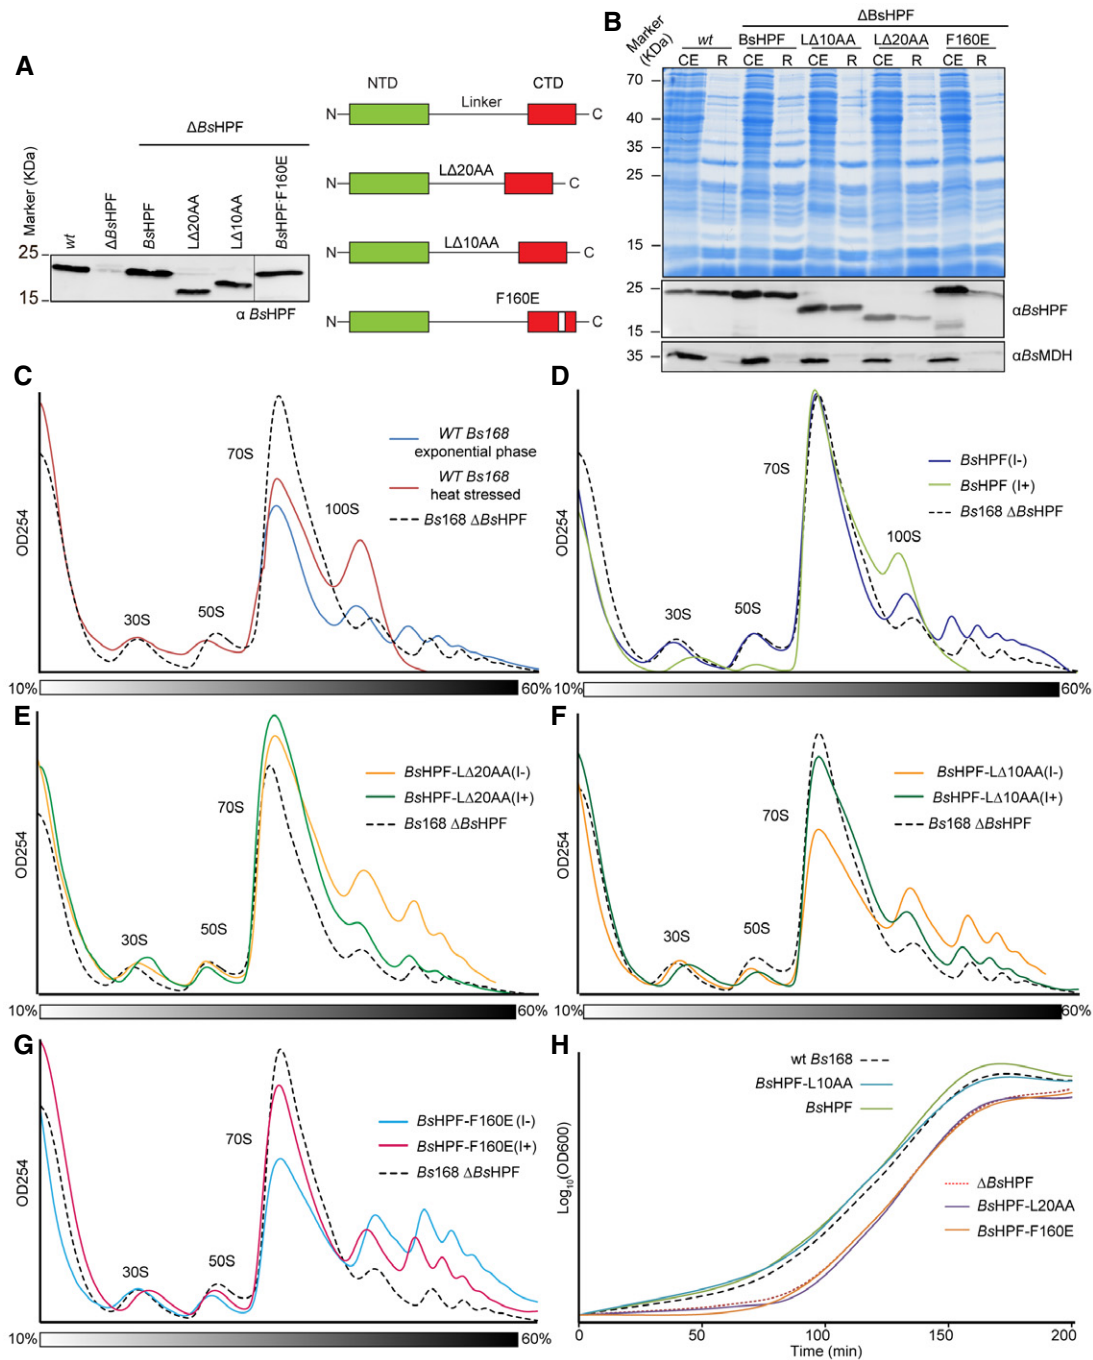 A
Marker (KDa)
ΔBsHPF
wt
ΔBsHPF
BsHPF
LΔ20AA
LΔ10AA
BsHPF F160E
25
15
α BsHPF
NTD
CTD
N
Linker
C
N
LΔ20AA
C
N
LΔ10AA
C
F160E
N
C
B
Marker
(KDa)
ΔBsHPF
wt
BsHPF
LΔ10AA
LΔ20AA
F160E
CE R CE R CE R CE R CE R
70
40
35
25
15
25
15
αBsHPF
35
αBsMDH
C
OD254
30S
50S
70S
100S
WT Bs168
exponential phase
WT Bs168
heat stressed
Bs168 ΔBsHPF
10%
60%
D
OD254
30S
50S
70S
100S
BsHPF(I-)
BsHPF (I+)
Bs168 ΔBsHPF
10%
60%
E
OD254
30S
50S
70S
BsHPF-LΔ20AA(I-)
BsHPF-LΔ20AA(I+)
Bs168 ΔBsHPF
10%
60%
F
OD254
30S
50S
70S
BsHPF-LΔ10AA(I-)
BsHPF-LΔ10AA(I+)
Bs168 ΔBsHPF
10%
60%
G
OD254
30S
50S
70S
BsHPF-F160E (I-)
BsHPF-F160E(I+)
Bs168 ΔBsHPF
10%
60%
H
Log10(OD600)
wt Bs168
BsHPF-L10AA
BsHPF
ΔBsHPF
BsHPF-L20AA
BsHPF-F160E
0
50
100
150
200
Time (min)